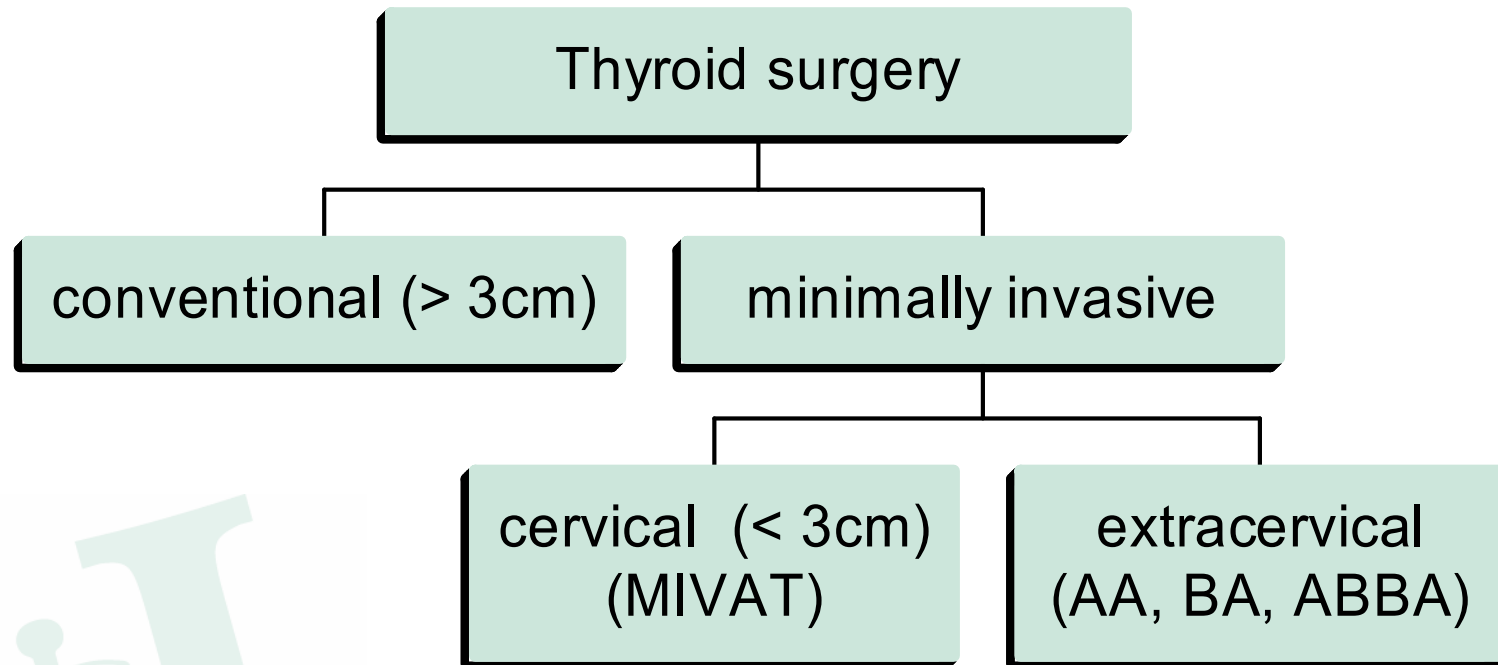 Thyroid surgery
conventional (> 3cm)
minimally invasive
cervical (< 3cm)
(MIVAT)
extracervical
(AA, BA, ABBA)